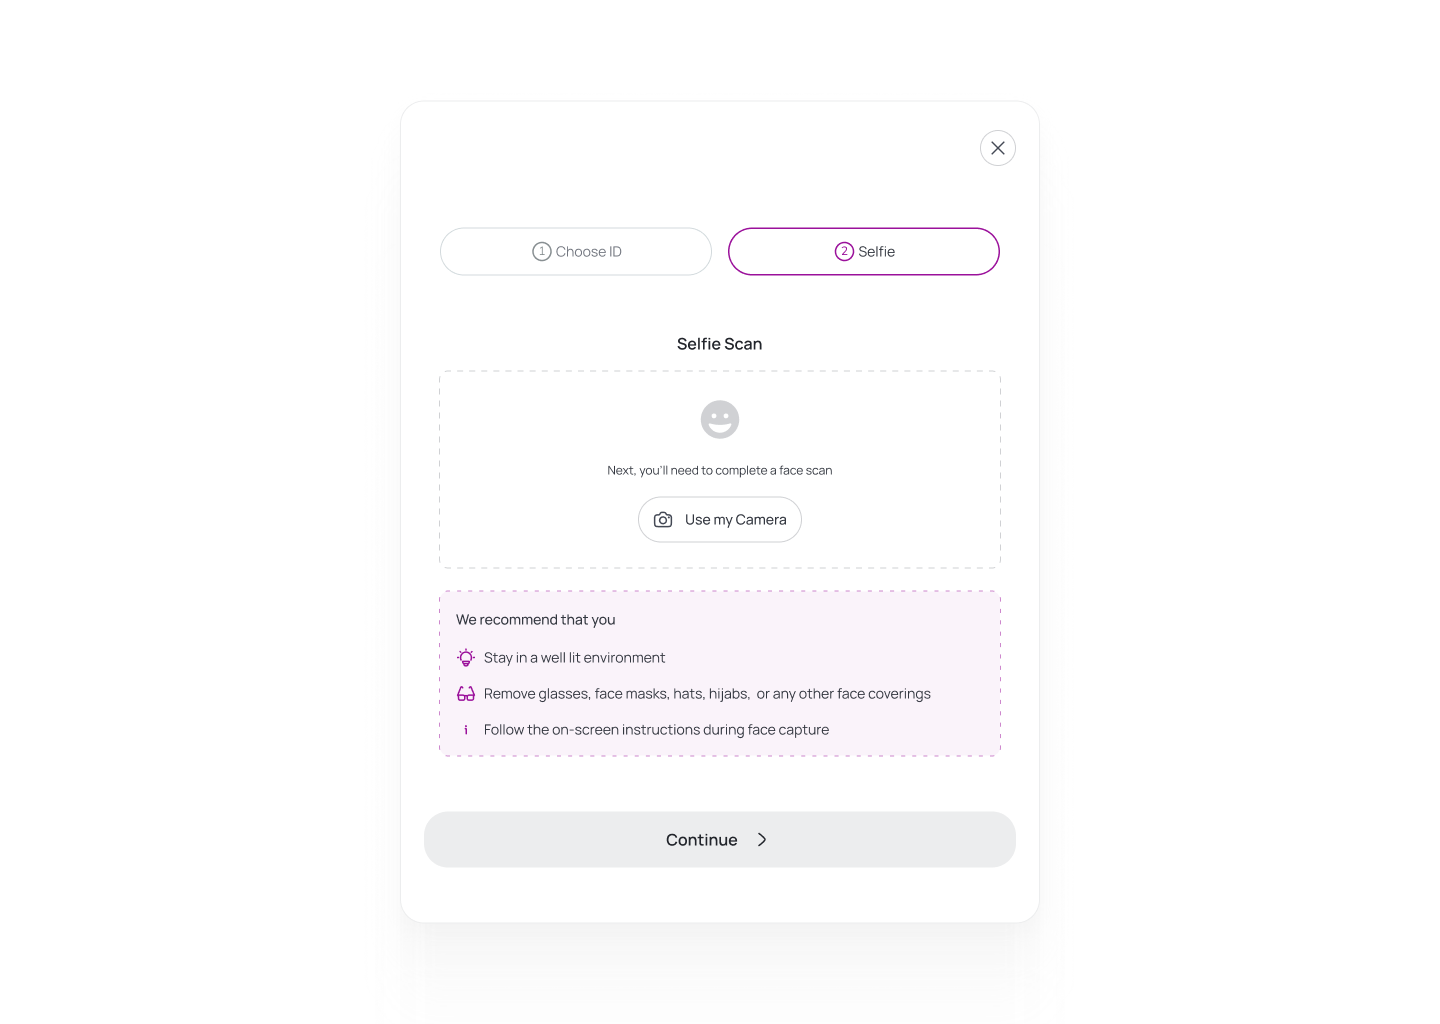 1 Choose ID
2 Selfie
Selfie Scan
Next, you'll need to complete a face scan
Use my Camera
We recommend that you
Stay in a well lit environment
Remove glasses, face masks, hats, hijabs,  or any other face coverings
Follow the on-screen instructions during face capture
Continue